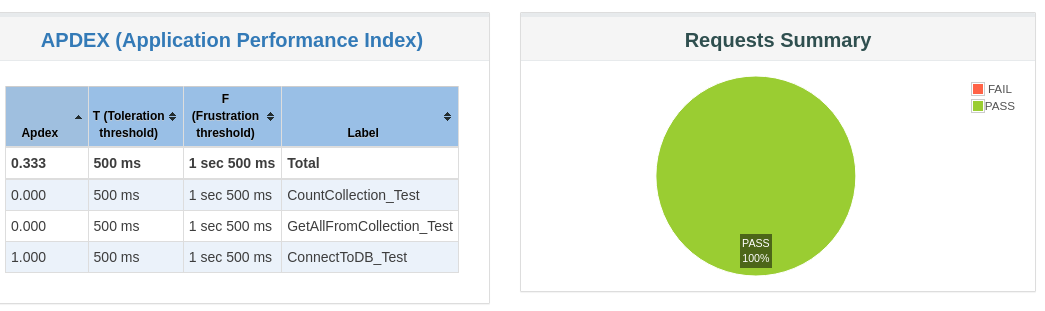 APDEX (Application Performance Index)
Apdex T (Toleration threshold) F (Frustration threshold) Label
0.333 500 ms 1 sec 500 ms Total
0.000 500 ms 1 sec 500 ms CountCollection_Test
0.000 500 ms 1 sec 500 ms GetAllFromCollection_Test
1.000 500 ms 1 sec 500 ms ConnectToDB_Test
Requests Summary
FAIL
PASS
PASS
100%